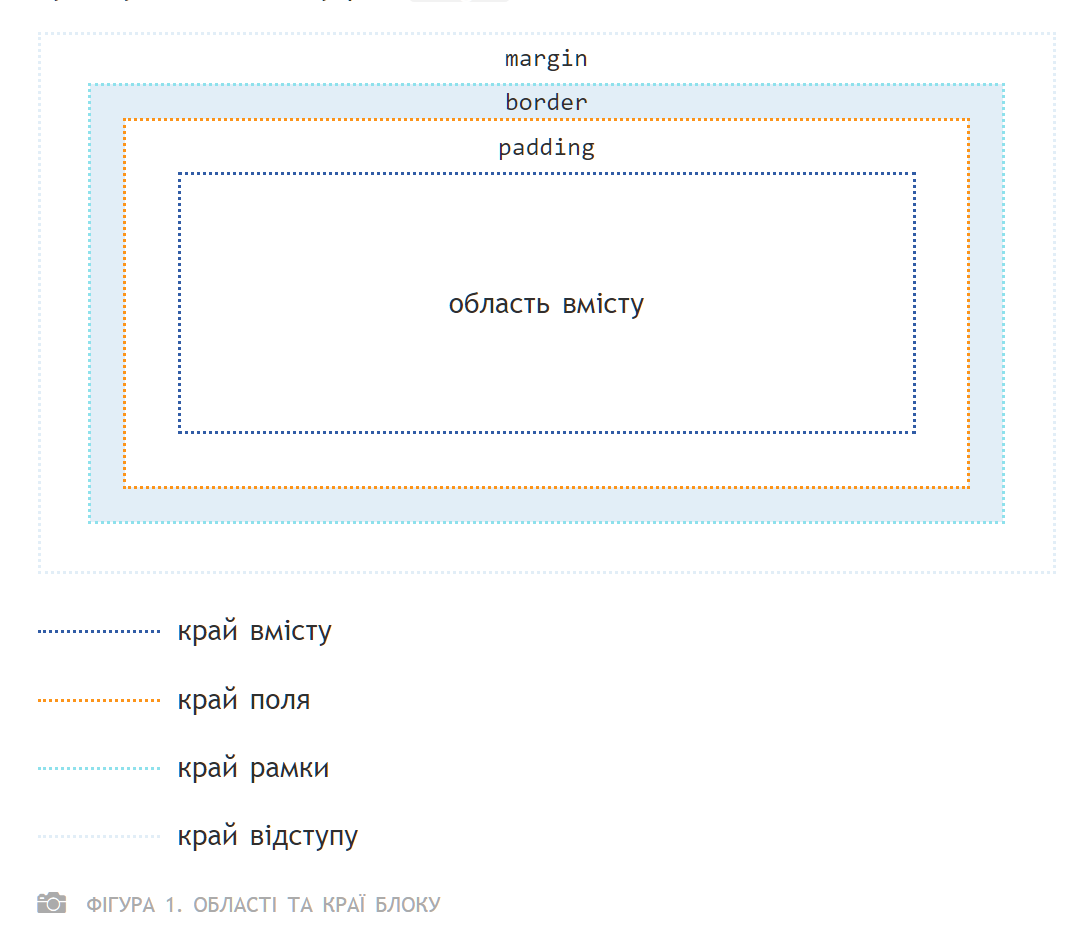 margin
border
padding
область вмісту
край вмісту
край поля
край рамки
край відступу
ФІГУРА 1. ОБЛАСТІ ТА КРАЇ БЛОКУ